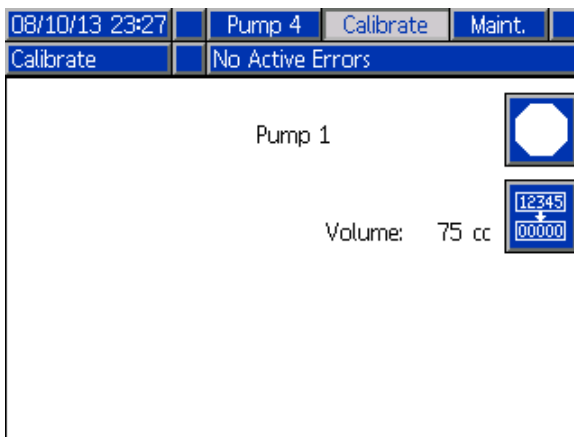 08/10/13 23:27 Pump 4 Calibrate Maint.
Calibrate No Active Errors
Pump 1
12345
Volume: 75 cc
00000